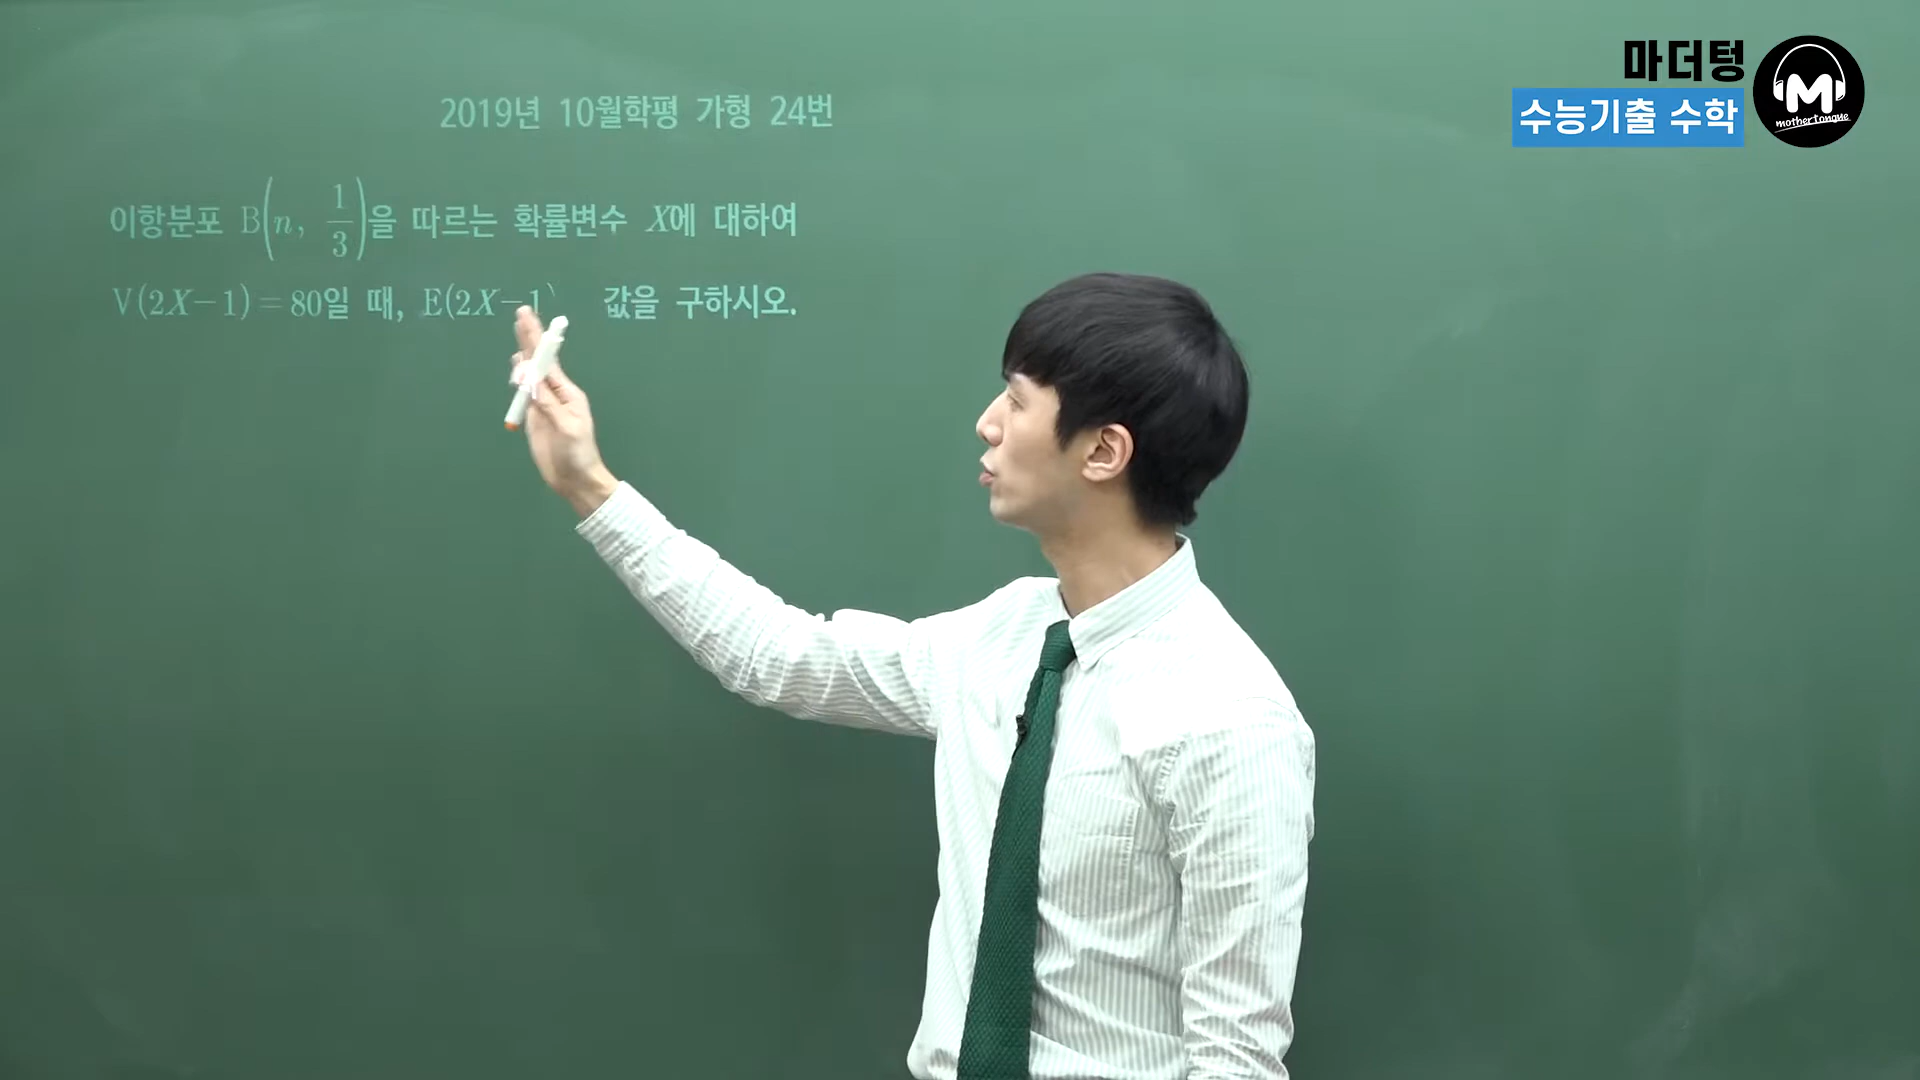 마더텅
수능기출 수학
mothertongue
2019년 10월학평 가형 24번
이항분포 B(n, 1/3)을 따르는 확률변수 X에 대하여
V(2X-1)=80일 때, E(2X-1) 값을 구하시오.